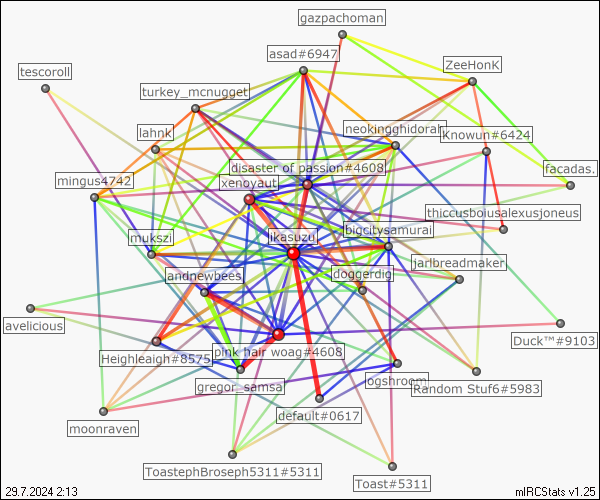 gazpachoman
asad#6947
ZeeHonK
tescoroll
turkey_mcnugget
neokingghidorah
lahnk
Knowun#6424
disaster of passion#4608
mingus4742
xenoyaut
facadas.
thiccusboiusalexusjoneus
mukszi
ikasuzu
bigcitysamurai
jarlbreadmaker
doggerdig
andnewbees
avelicious
Duck™#9103
Heighleaigh#8575
pink hair woag#4608
gregor_samsa
ogshroom
Random Stuf6#5983
default#0617
moonraven
ToastephBroseph5311#5311
Toast#5311
29.7.2024 2:13
mIRCStats v1.25